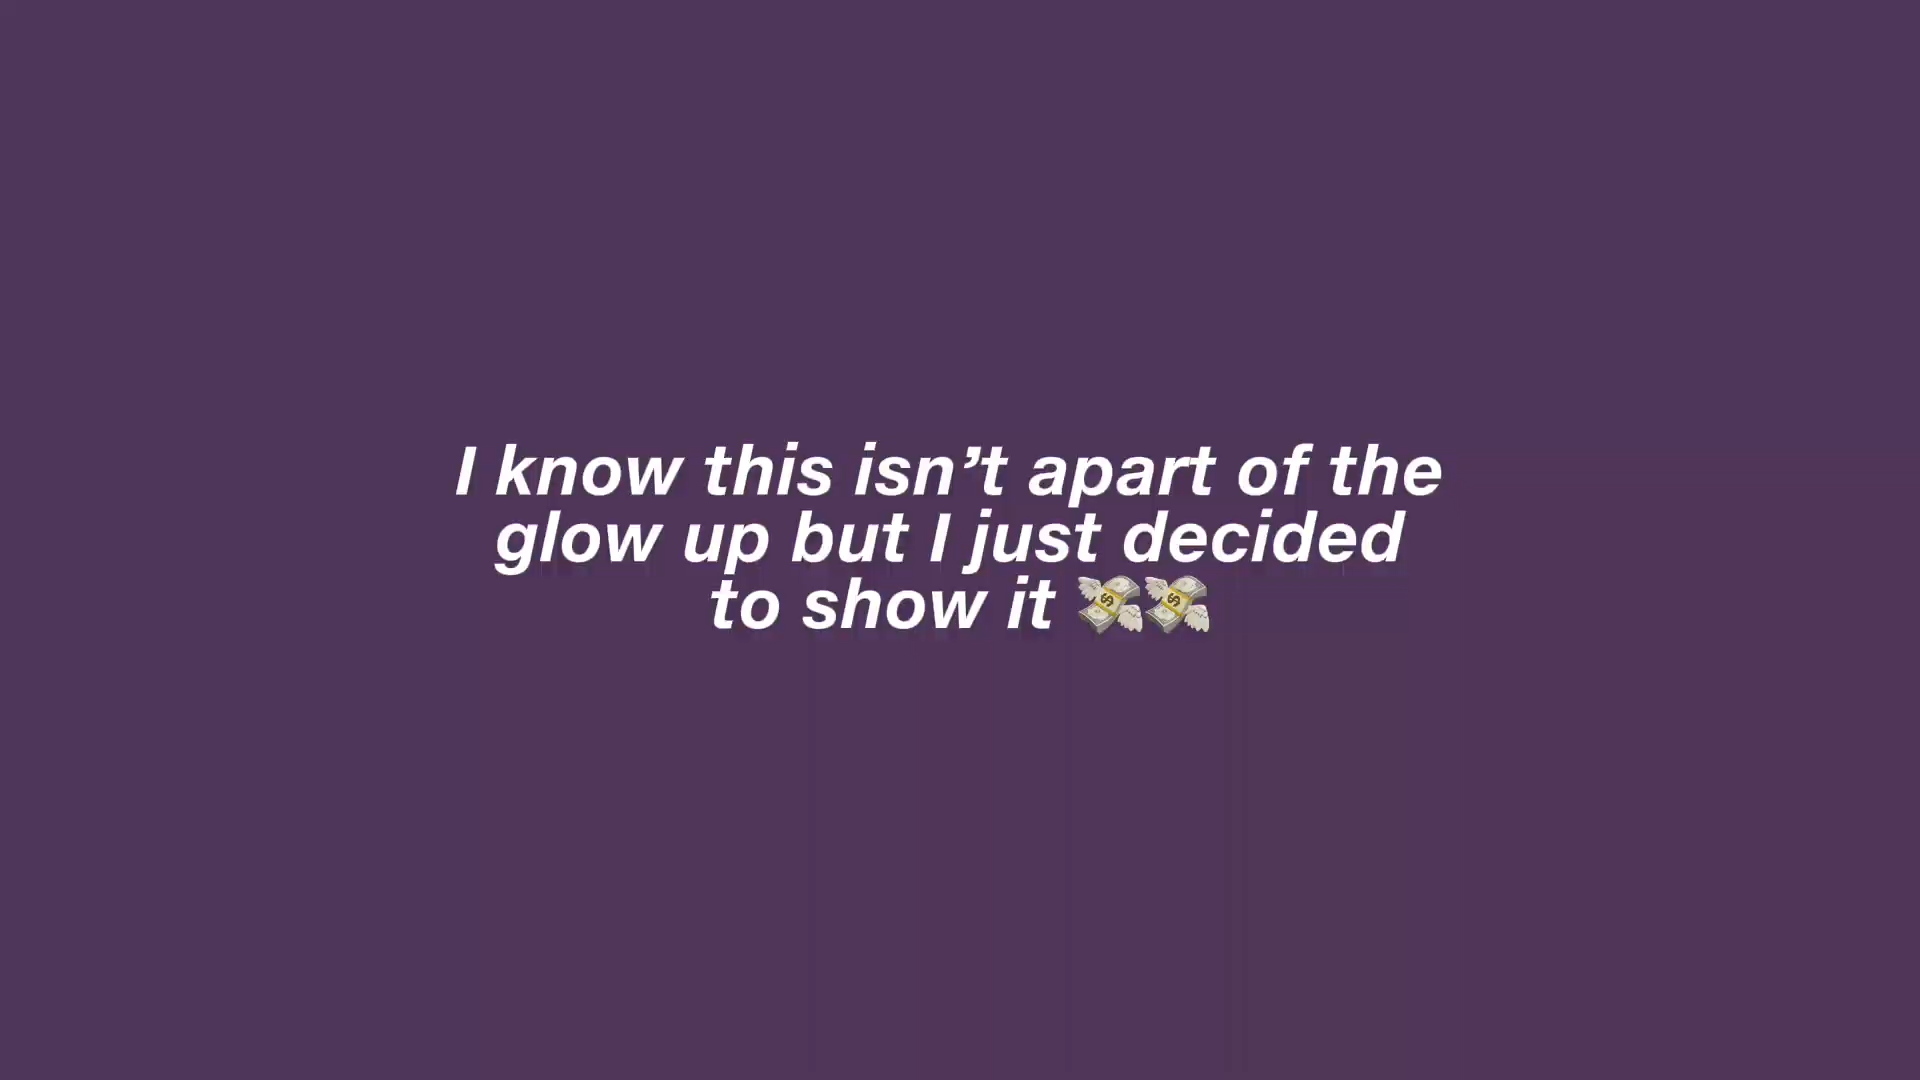 I know this isn’t apart of the
glow up but I just decided
to show it 💸💸